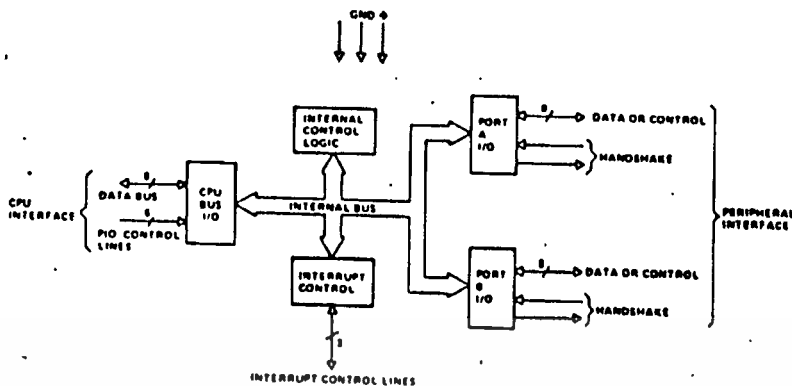 GND Φ
INTERNAL
CONTROL
LOGIC
PORT
A
I/O
8
DATA OR CONTROL
HANDSHAKE
CPU
INTERFACE
8
DATA BUS
6
PIO CONTROL
LINES
CPU
BUS
I/O
INTERNAL BUS
PERIPHERAL
INTERFACE
INTERRUPT
CONTROL
PORT
B
I/O
8
DATA OR CONTROL
HANDSHAKE
3
INTERRUPT CONTROL LINES